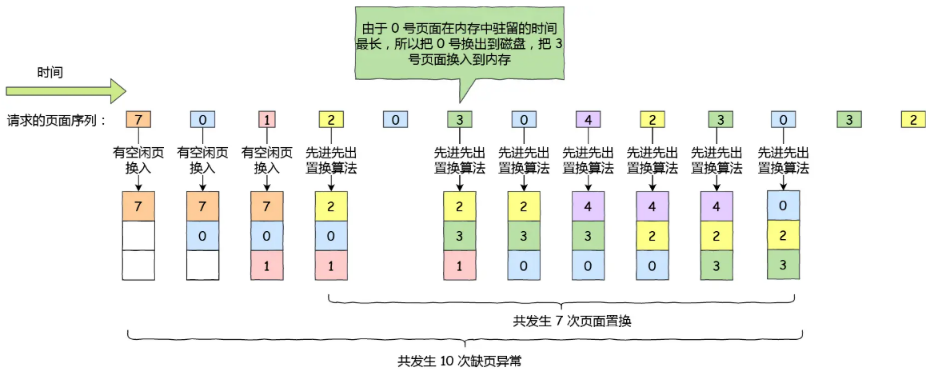 由于 0 号页面在内存中驻留的时间
最长，所以把 0 号换出到磁盘，把 3
号页面换入到内存
时间
请求的页面序列： 7 0 1 2 0 3 0 4 2 3 0 3 2
有空闲页 有空闲页 有空闲页 先进先出 先进先出 先进先出 先进先出 先进先出 先进先出 先进先出
换入 换入 换入 置换算法 置换算法 置换算法 置换算法 置换算法 置换算法 置换算法
7 7 7 2 2 2 4 4 4 0
0 0 0 3 3 3 2 2 2
1 1 1 0 0 0 3 3
共发生 7 次页面置换
共发生 10 次缺页异常